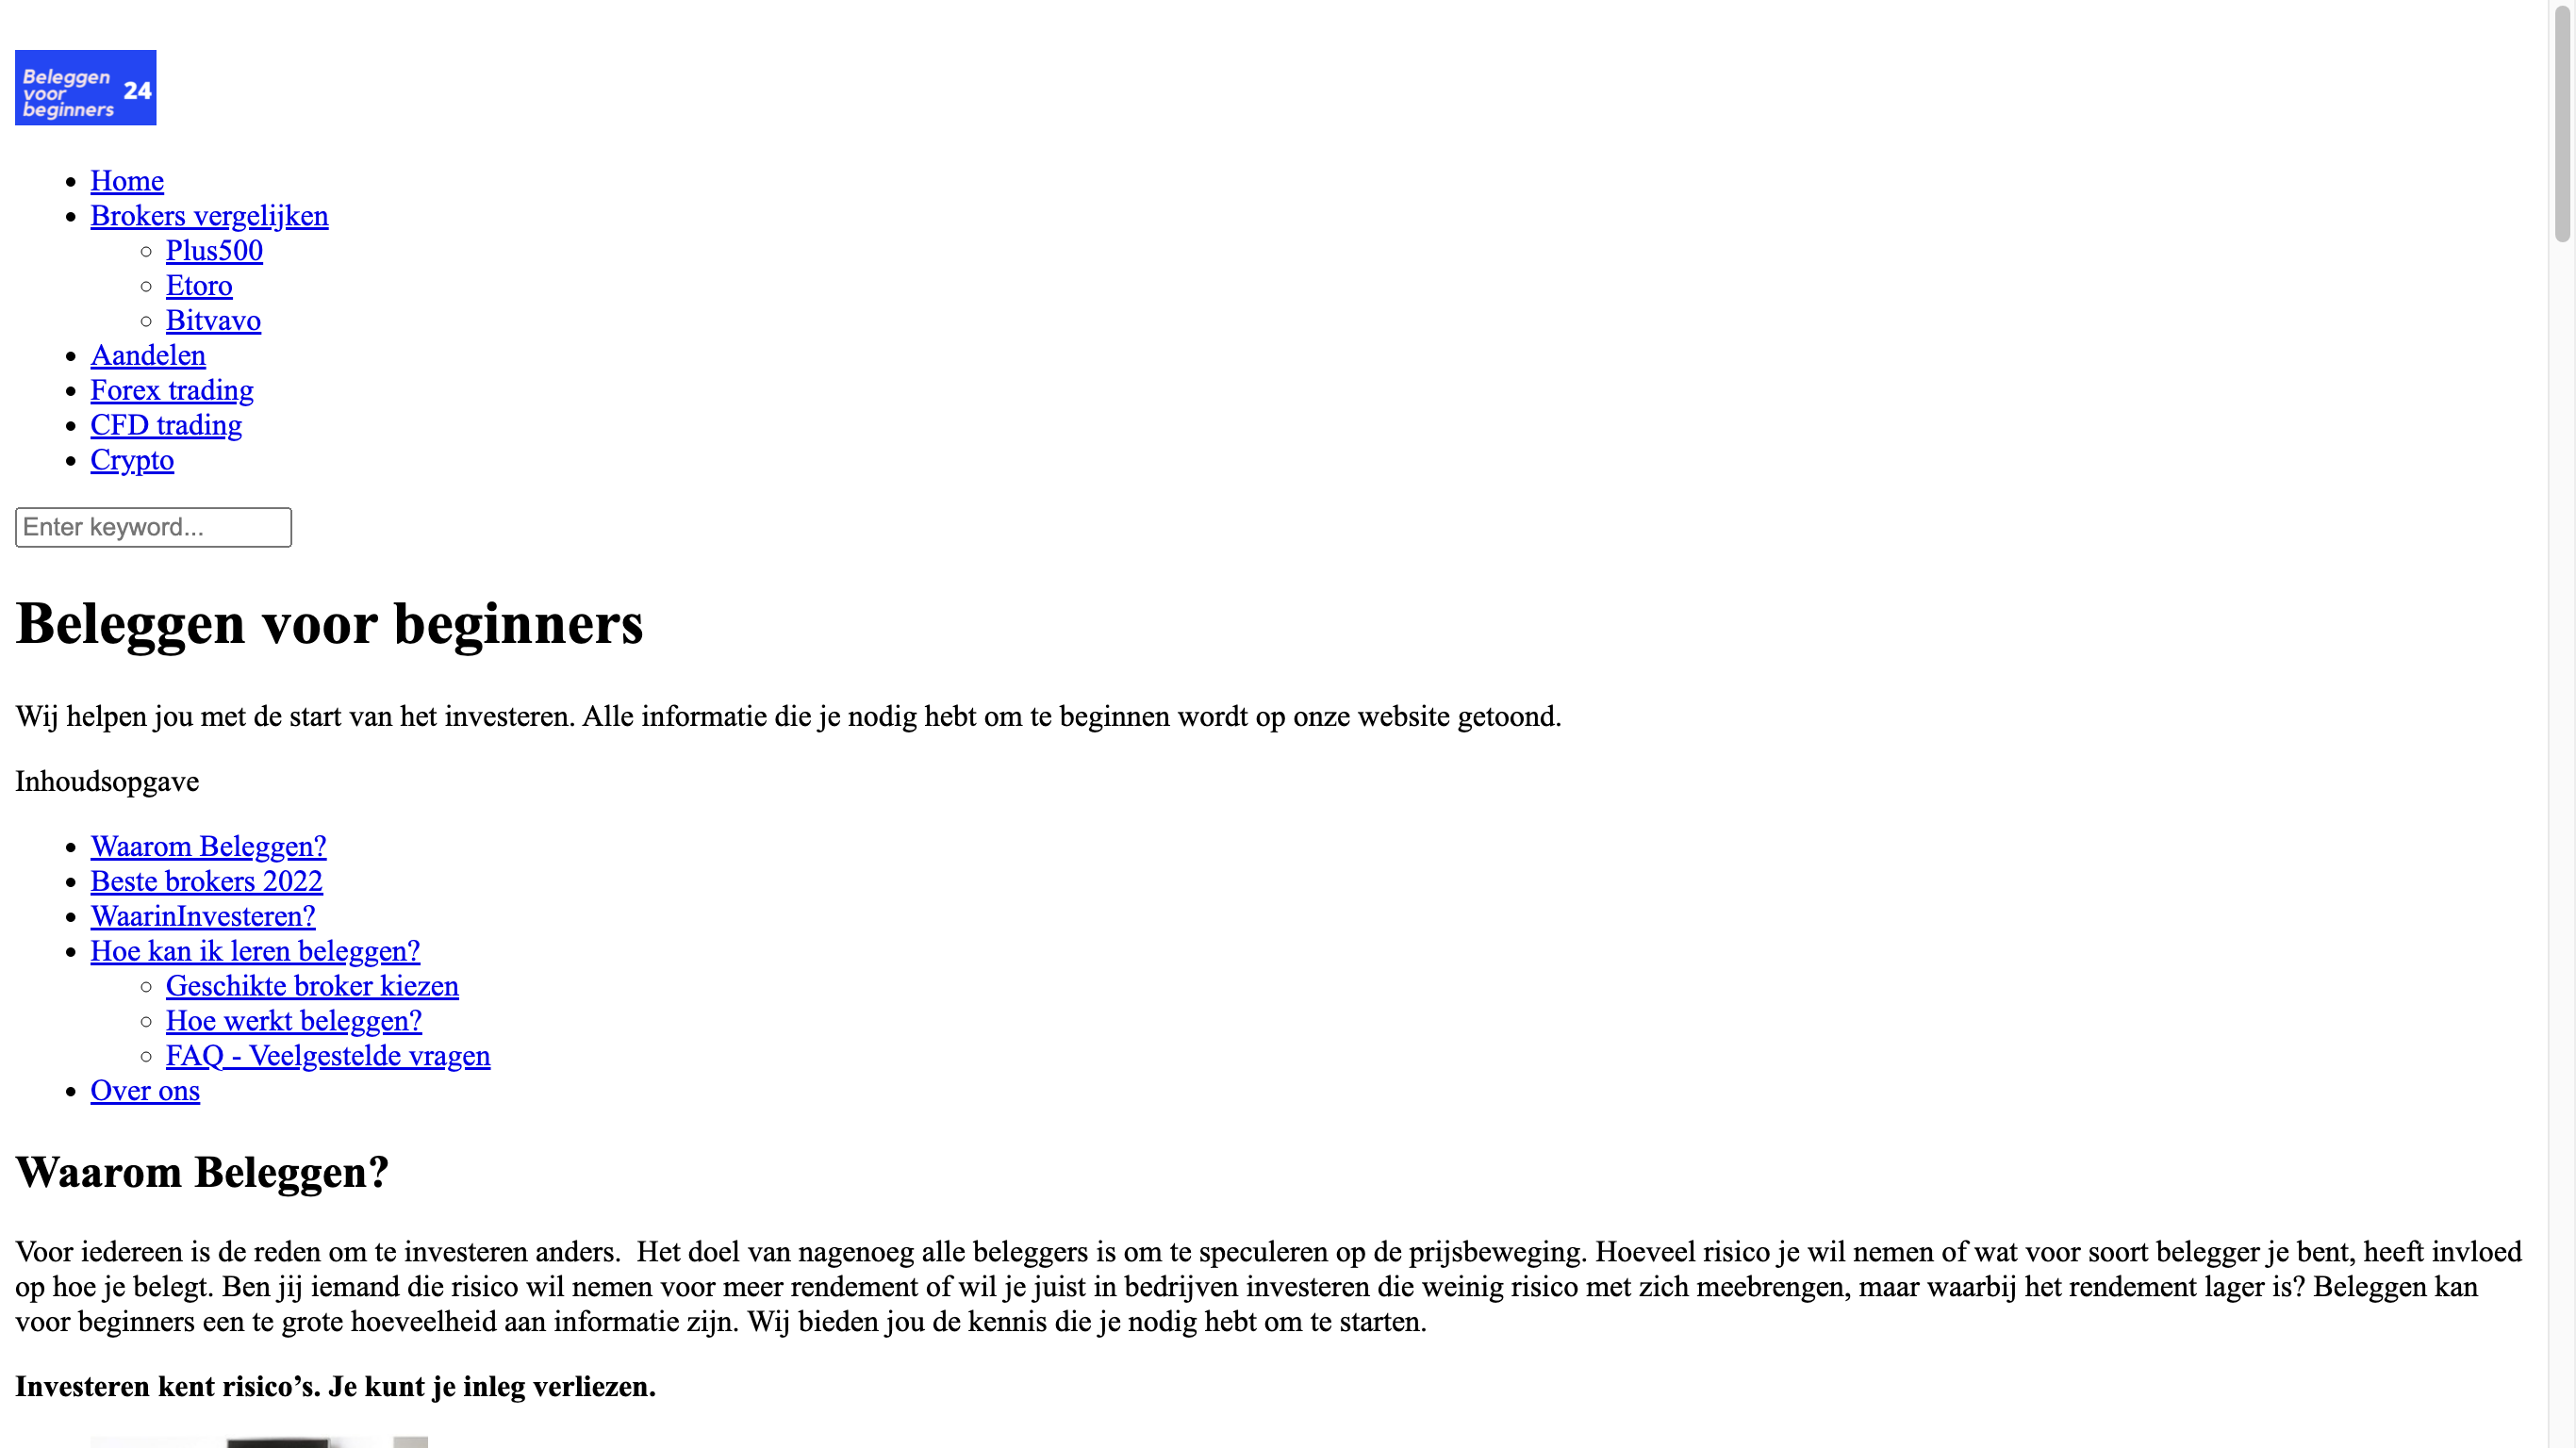 Beleggen
voor
beginners
24
Home
Brokers vergelijken
Plus500
Etoro
Bitvavo
Aandelen
Forex trading
CFD trading
Crypto
Enter keyword...
Beleggen voor beginners
Wij helpen jou met de start van het investeren. Alle informatie die je nodig hebt om te beginnen wordt op onze website getoond.
Inhoudsopgave
Waarom Beleggen?
Beste brokers 2022
WaarinInvesteren?
Hoe kan ik leren beleggen?
Geschikte broker kiezen
Hoe werkt beleggen?
FAQ - Veelgestelde vragen
Over ons
Waarom Beleggen?
Voor iedereen is de reden om te investeren anders.  Het doel van nagenoeg alle beleggers is om te speculeren op de prijsbeweging. Hoeveel risico je wil nemen of wat voor soort belegger je bent, heeft invloed
op hoe je belegt. Ben jij iemand die risico wil nemen voor meer rendement of wil je juist in bedrijven investeren die weinig risico met zich meebrengen, maar waarbij het rendement lager is? Beleggen kan
voor beginners een te grote hoeveelheid aan informatie zijn. Wij bieden jou de kennis die je nodig hebt om te starten.
Investeren kent risico’s. Je kunt je inleg verliezen.